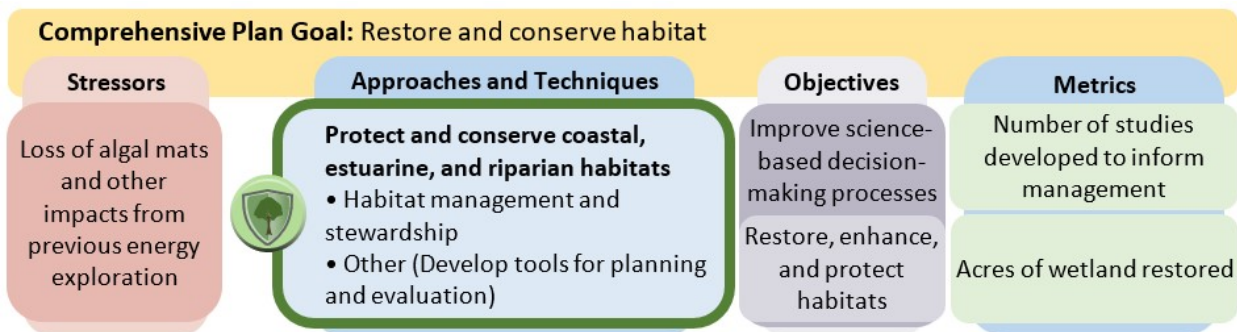 Comprehensive Plan Goal: Restore and conserve habitat
Stressors
Loss of algal mats
and other
impacts from
previous energy
exploration
Approaches and Techniques
Protect and conserve coastal,
estuarine, and riparian habitats
• Habitat management and
stewardship
• Other (Develop tools for planning
and evaluation)
Objectives
Improve science-
based decision-
making processes
Restore, enhance,
and protect
habitats
Metrics
Number of studies
developed to inform
management
Acres of wetland restored